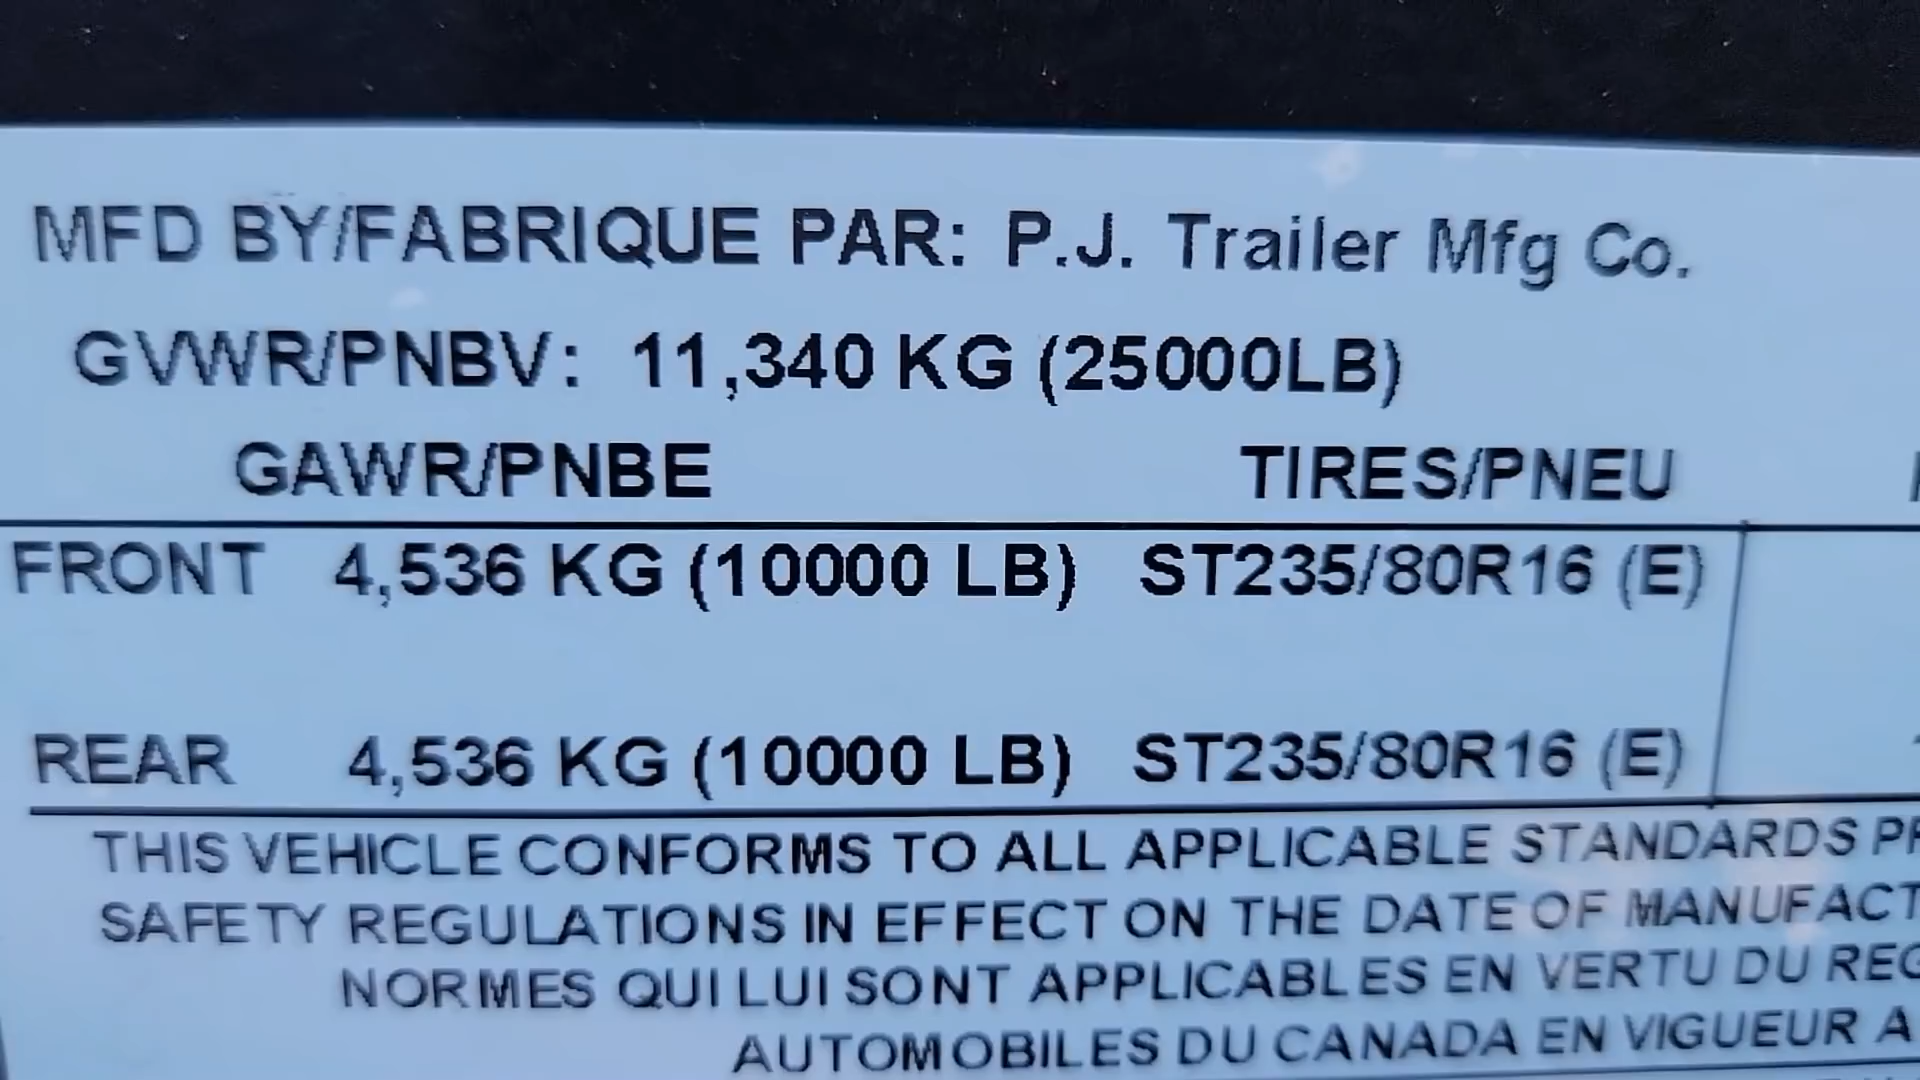 MFD BY/FABRIQUE PAR: P.J. Trailer Mfg Co.
GVWR/PNBV: 11,340 KG (25000LB)
GAWR/PNBE TIRES/PNEU
FRONT 4,536 KG (10000 LB) ST235/80R16 (E)
REAR 4,536 KG (10000 LB) ST235/80R16 (E)
THIS VEHICLE CONFORMS TO ALL APPLICABLE STANDARDS
SAFETY REGULATIONS IN EFFECT ON THE DATE OF MANUFACT
NORMES QUI LUI SONT APPLICABLES EN VERTU DU REG
AUTOMOBILES DU CANADA EN VIGUEUR A